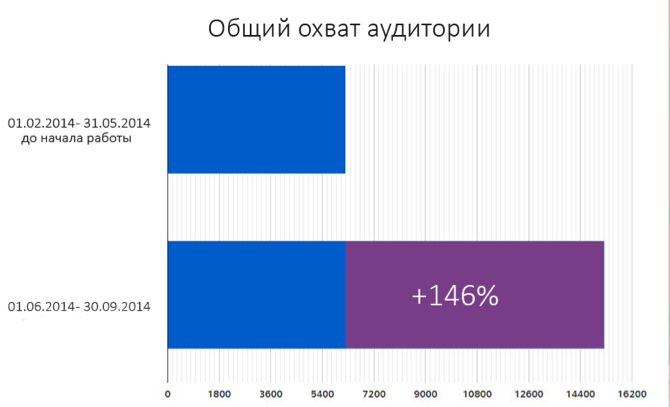 Общий охват аудитории
01.02.2014- 31.05.2014
до начала работы
+146%
01.06.2014- 30.09.2014
0 1800 3600 5400 7200 9000 10800 12600 14400 16200